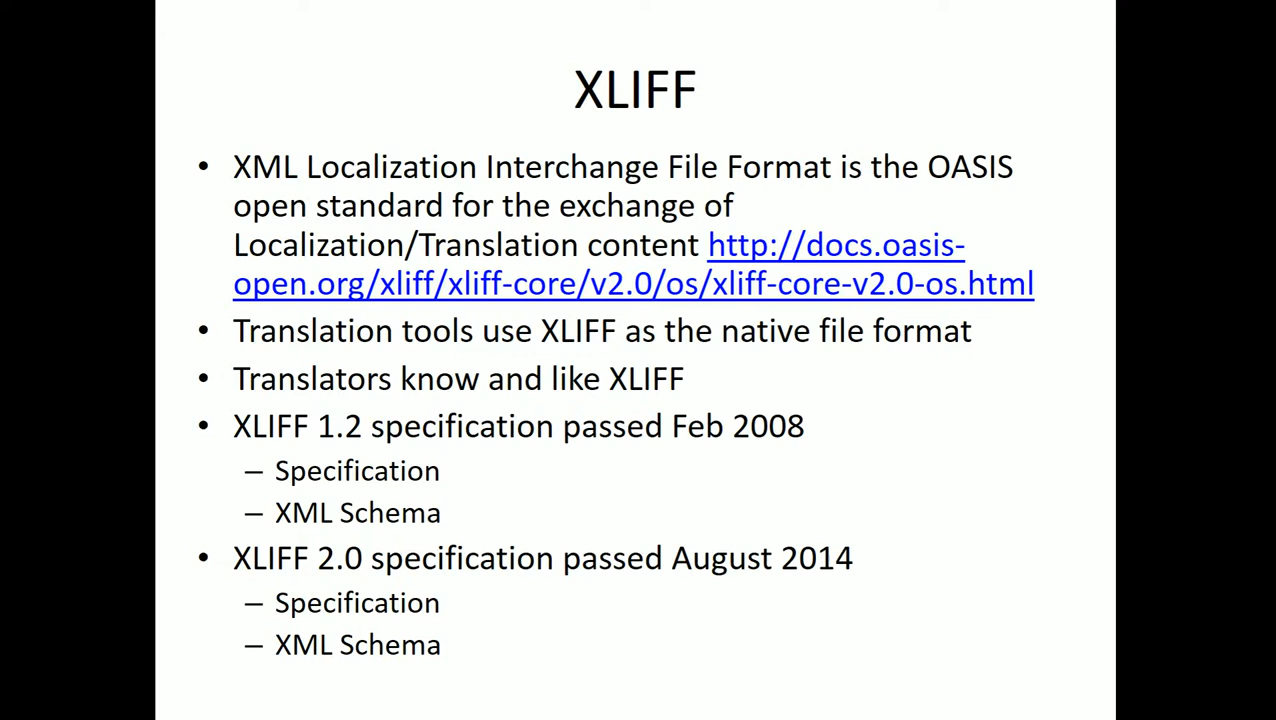 XLIFF
• XML Localization Interchange File Format is the OASIS
open standard for the exchange of
Localization/Translation content http://docs.oasis-
open.org/xliff/xliff-core/v2.0/os/xliff-core-v2.0-os.html
• Translation tools use XLIFF as the native file format
• Translators know and like XLIFF
• XLIFF 1.2 specification passed Feb 2008
– Specification
– XML Schema
• XLIFF 2.0 specification passed August 2014
– Specification
– XML Schema